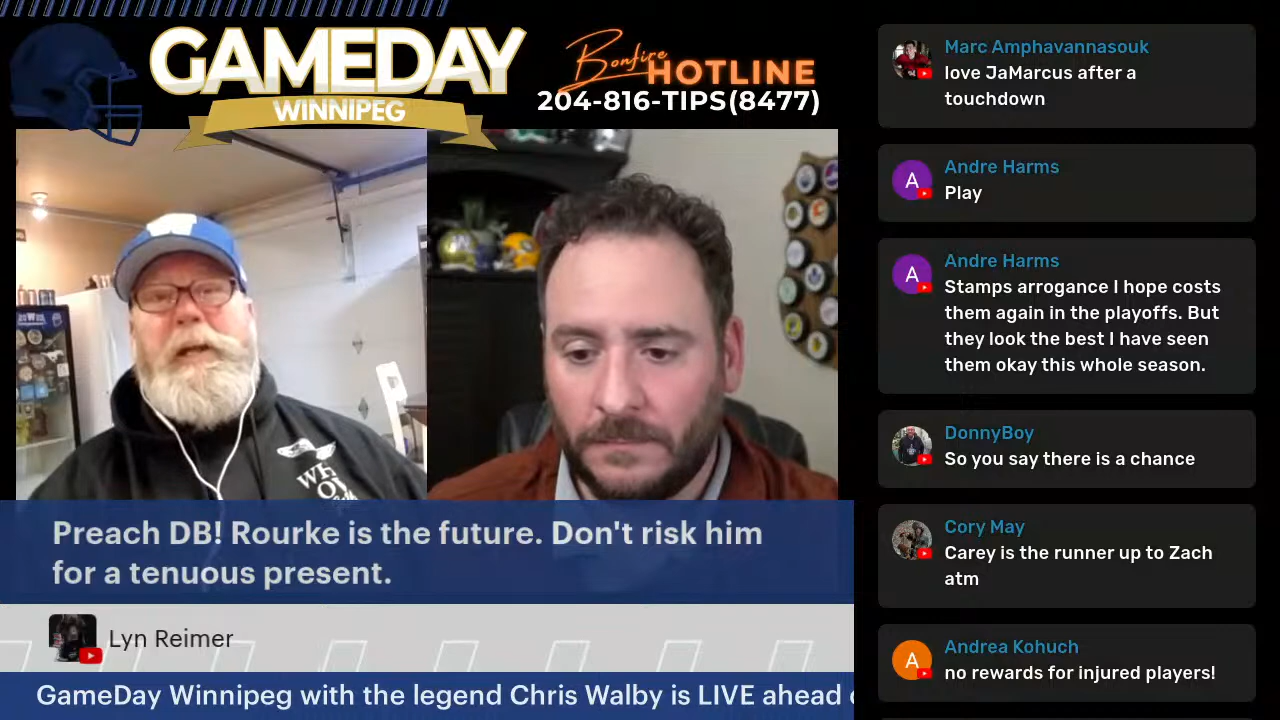 GAMEDAY
WINNIPEG
Bonfire
HOTLINE
204-816-TIPS(8477)
W
Preach DB! Rourke is the future. Don't risk him
for a tenuous present.
Lyn Reimer
GameDay Winnipeg with the legend Chris Walby is LIVE ahead
Marc Amphavannasouk
love JaMarcus after a
touchdown
A
Andre Harms
Play
A
Andre Harms
Stamps arrogance I hope costs
them again in the playoffs. But
they look the best I have seen
them okay this whole season.
DonnyBoy
So you say there is a chance
Cory May
Carey is the runner up to Zach
atm
A
Andrea Kohuch
no rewards for injured players!